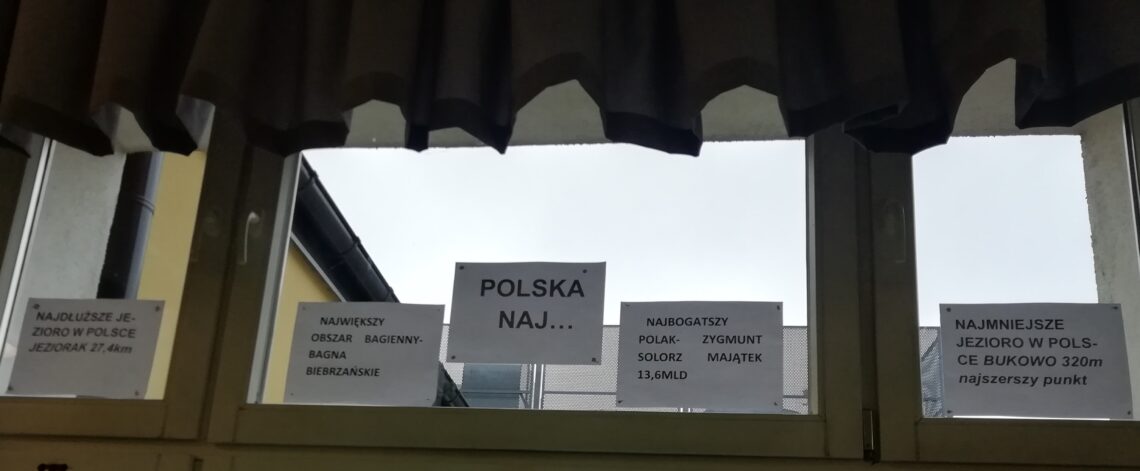 NAJDŁUŻSZE JE-
ZIORO W POLSCE
JEZIORAK 27,4km
NAJWIĘKSZY
OBSZAR BAGIENNY-
BAGNA
BIEBRZAŃSKIE
POLSKA
NAJ...
NAJBOGATSZY
POLAK- ZYGMUNT
SOLORZ MAJĄTEK
13,6MLD
NAJMNIEJSZE
JEZIORO W POLS-
CE BUKOWO 320m
najszerszy punkt